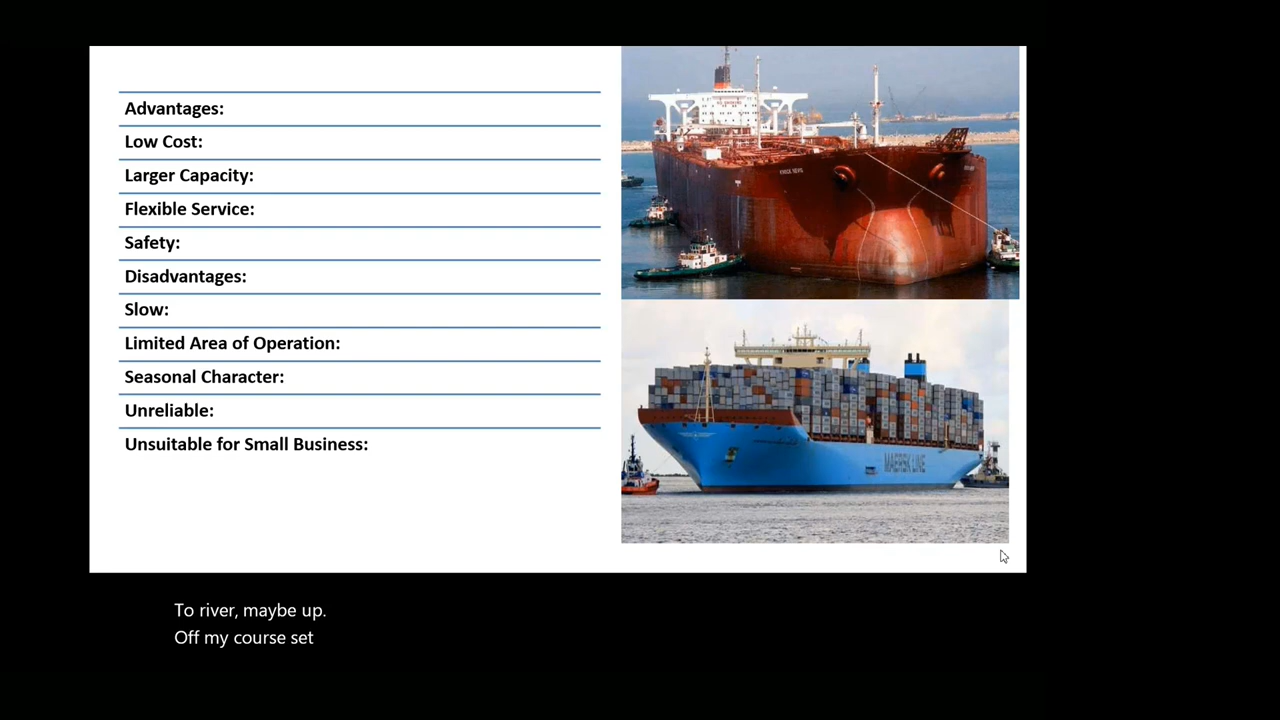 Advantages:
Low Cost:
Larger Capacity:
Flexible Service:
Safety:
Disadvantages:
Slow:
Limited Area of Operation:
Seasonal Character:
Unreliable:
Unsuitable for Small Business:
MAERSK LINE
To river, maybe up.
Off my course set